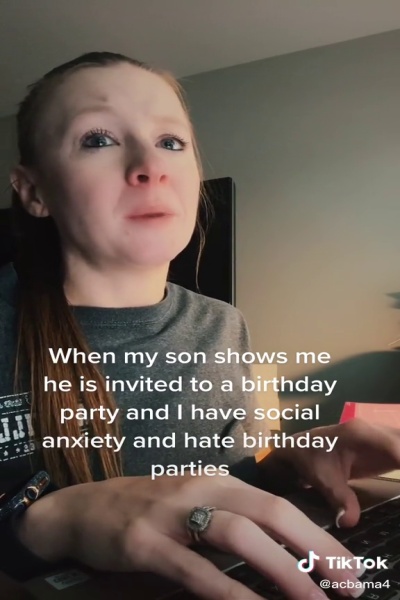 When my son shows me
he is invited to a birthday
party and I have social
anxiety and hate birthday
parties
TikTok
@acbama4